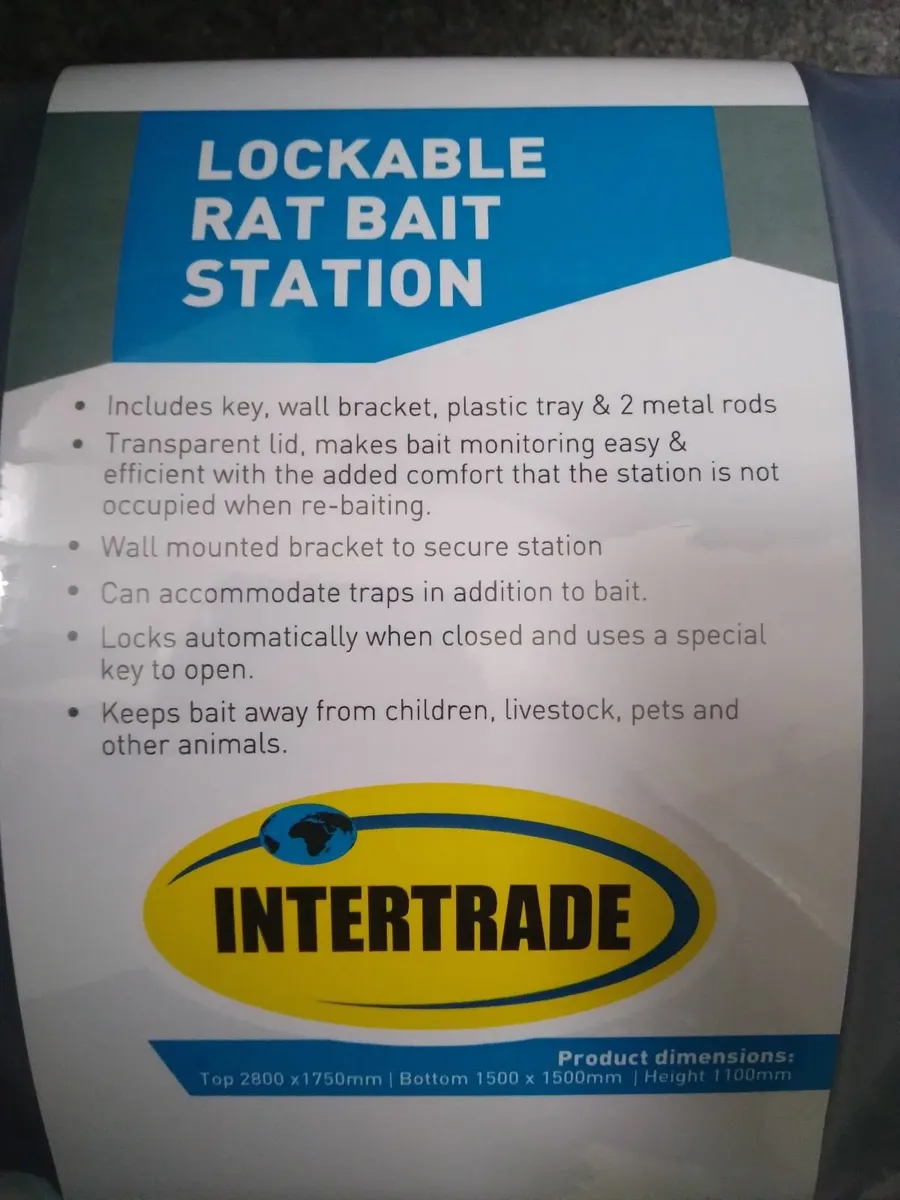 LOCKABLE
RAT BAIT
STATION
• Includes key, wall bracket, plastic tray & 2 metal rods
• Transparent lid, makes bait monitoring easy &
efficient with the added comfort that the station is not
occupied when re-baiting.
• Wall mounted bracket to secure station
• Can accommodate traps in addition to bait.
• Locks automatically when closed and uses a special
key to open.
• Keeps bait away from children, livestock, pets and
other animals.
INTERTRADE
Product dimensions:
Top 2800 x1750mm | Bottom 1500 x 1500mm | Height 1100mm